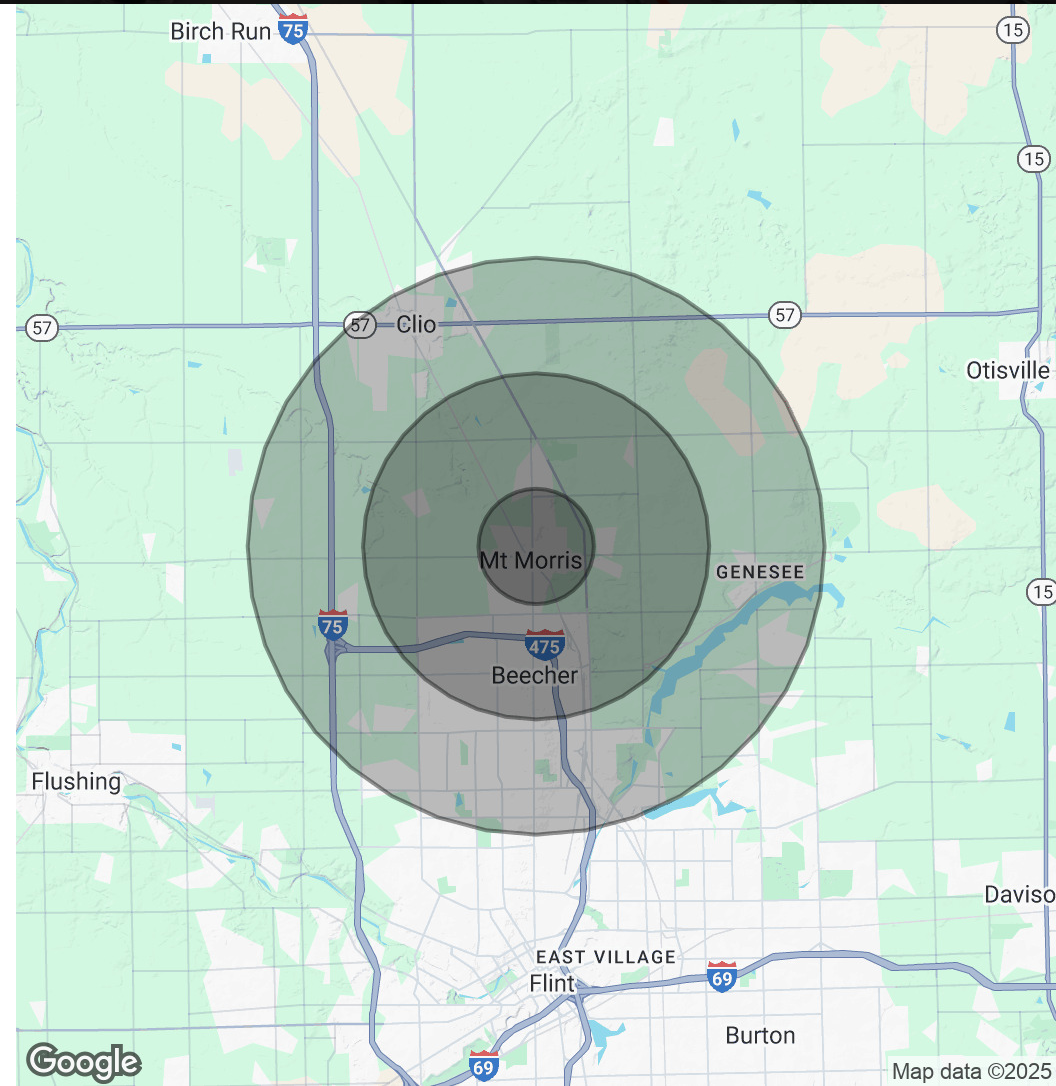 Birch Run
75
15
15
57
57
Clio
57
Otisville
Mt Morris
GENESEE
15
75
475
Beecher
Flushing
Daviso
EAST VILLAGE
Flint
69
Burton
69
Google
Map data ©2025